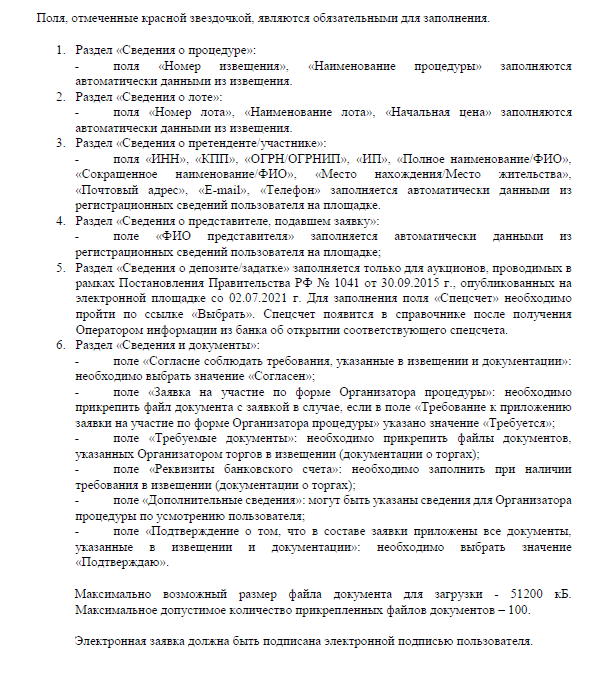 Поля, отмеченные красной звездочкой, являются обязательными для заполнения.
1. Раздел «Сведения о процедуре»:
- поля «Номер извещения», «Наименование процедуры» заполняются
автоматически данными из извещения.
2. Раздел «Сведения о лоте»:
- поля «Номер лота», «Наименование лота», «Начальная цена» заполняются
автоматически данными из извещения.
3. Раздел «Сведения о претенденте/участнике»:
- поля «ИНН», «КПП», «ОГРН/ОГРНИП», «ИП», «Полное наименование/ФИО»,
«Сокращенное наименование/ФИО», «Место нахождения/Место жительства»,
«Почтовый адрес», «E-mail», «Телефон» заполняется автоматически данными из
регистрационных сведений пользователя на площадке.
4. Раздел «Сведения о представителе, подавшем заявку»:
- поле «ФИО представителя» заполняется автоматически данными из
регистрационных сведений пользователя на площадке;
5. Раздел «Сведения о депозите/задатке» заполняется только для аукционов, проводимых в
рамках Постановления Правительства РФ № 1041 от 30.09.2015 г., опубликованных на
электронной площадке со 02.07.2021 г. Для заполнения поля «Спецсчет» необходимо
пройти по ссылке «Выбрать». Спецсчет появится в справочнике после получения
Оператором информации из банка об открытии соответствующего спецсчета.
6. Раздел «Сведения и документы»:
- поле «Согласие соблюдать требования, указанные в извещении и документации»:
необходимо выбрать значение «Согласен»;
- поле «Заявка на участие по форме Организатора процедуры»: необходимо
прикрепить файл документа с заявкой в случае, если в поле «Требование к приложению
заявки на участие по форме Организатора процедуры» указано значение «Требуется»;
- поле «Требуемые документы»: необходимо прикрепить файлы документов,
указанных Организатором торгов в извещении (документации о торгах);
- поле «Реквизиты банковского счета»: необходимо заполнить при наличии
требования в извещении (документации о торгах);
- поле «Дополнительные сведения»: могут быть указаны сведения для Организатора
процедуры по усмотрению пользователя;
- поле «Подтверждение о том, что в составе заявки приложены все документы,
указанные в извещении и документации»: необходимо выбрать значение
«Подтверждаю».
Максимально возможный размер файла документа для загрузки - 51200 кБ.
Максимальное допустимое количество прикрепленных файлов документов – 100.
Электронная заявка должна быть подписана электронной подписью пользователя.